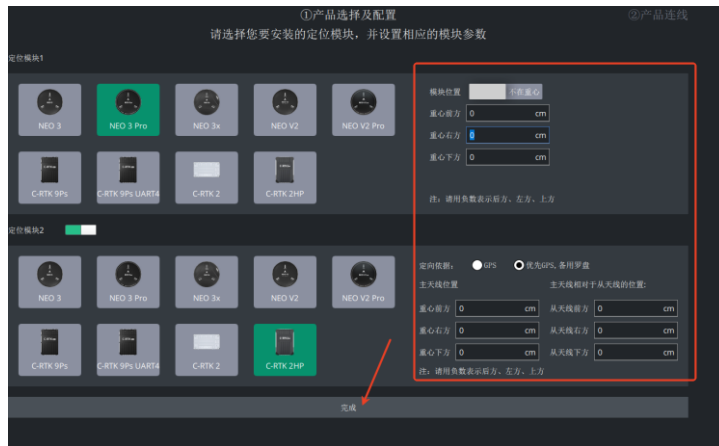 ①产品选择及配置
②产品连线
请选择您要安装的定位模块，并设置相应的模块参数
定位模块1
NEO 3
NEO 3 Pro
NEO 3x
NEO V2
NEO V2 Pro
C-RTK 9Ps
C-RTK 9Ps UART4
C-RTK 2
C-RTK 2HP
模块位置 不在重心
重心前方 0 cm
重心右方 0 cm
重心下方 0 cm
注：请用负数表示后方、左方、上方
定位模块2
NEO 3
NEO 3 Pro
NEO 3x
NEO V2
NEO V2 Pro
C-RTK 9Ps
C-RTK 9Ps UART4
C-RTK 2
C-RTK 2HP
定向依据： GPS 优先GPS，备用罗盘
主天线位置 主天线相对于从天线的位置:
重心前方 0 cm 从天线前方 0 cm
重心右方 0 cm 从天线右方 0 cm
重心下方 0 cm 从天线下方 0 cm
注：请用负数表示后方、左方、上方
完成